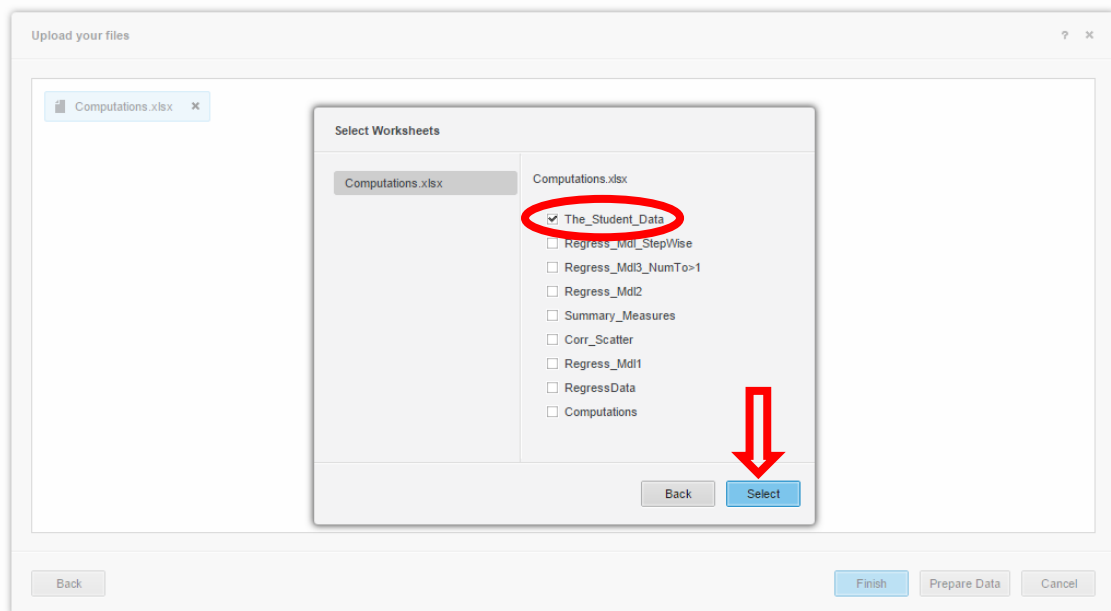 Upload your files
? ×
Computations.xlsx ×
Select Worksheets
Computations.xlsx
Computations.xlsx
The_Student_Data
Regress_Mdl_StepWise
Regress_Mdl3_NumTo>1
Regress_Mdl2
Summary_Measures
Corr_Scatter
Regress_Mdl1
RegressData
Computations
Back Select
Back Finish Prepare Data Cancel